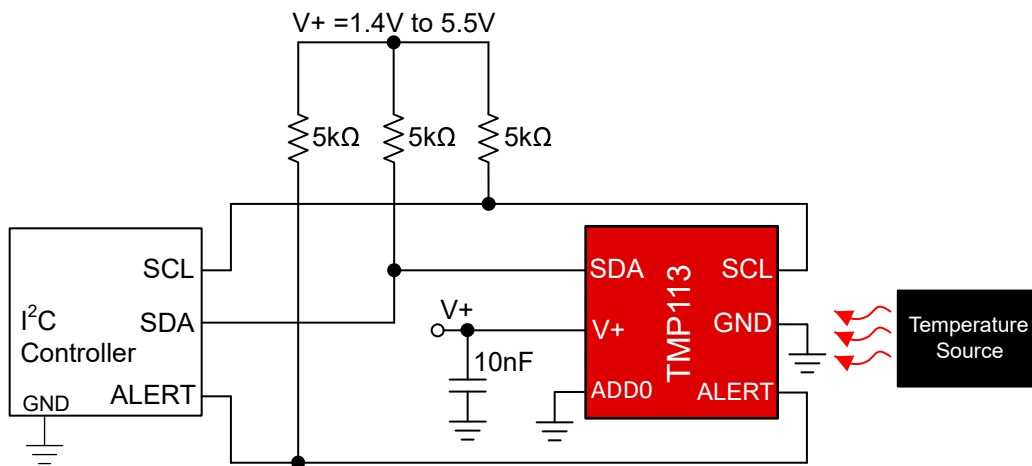 V+ =1.4V to 5.5V
5kΩ
5kΩ
5kΩ
I²C
Controller
SCL
SDA
ALERT
GND
V+
10nF
SDA
V+
ADD0
TMP113
SCL
GND
ALERT
Temperature
Source